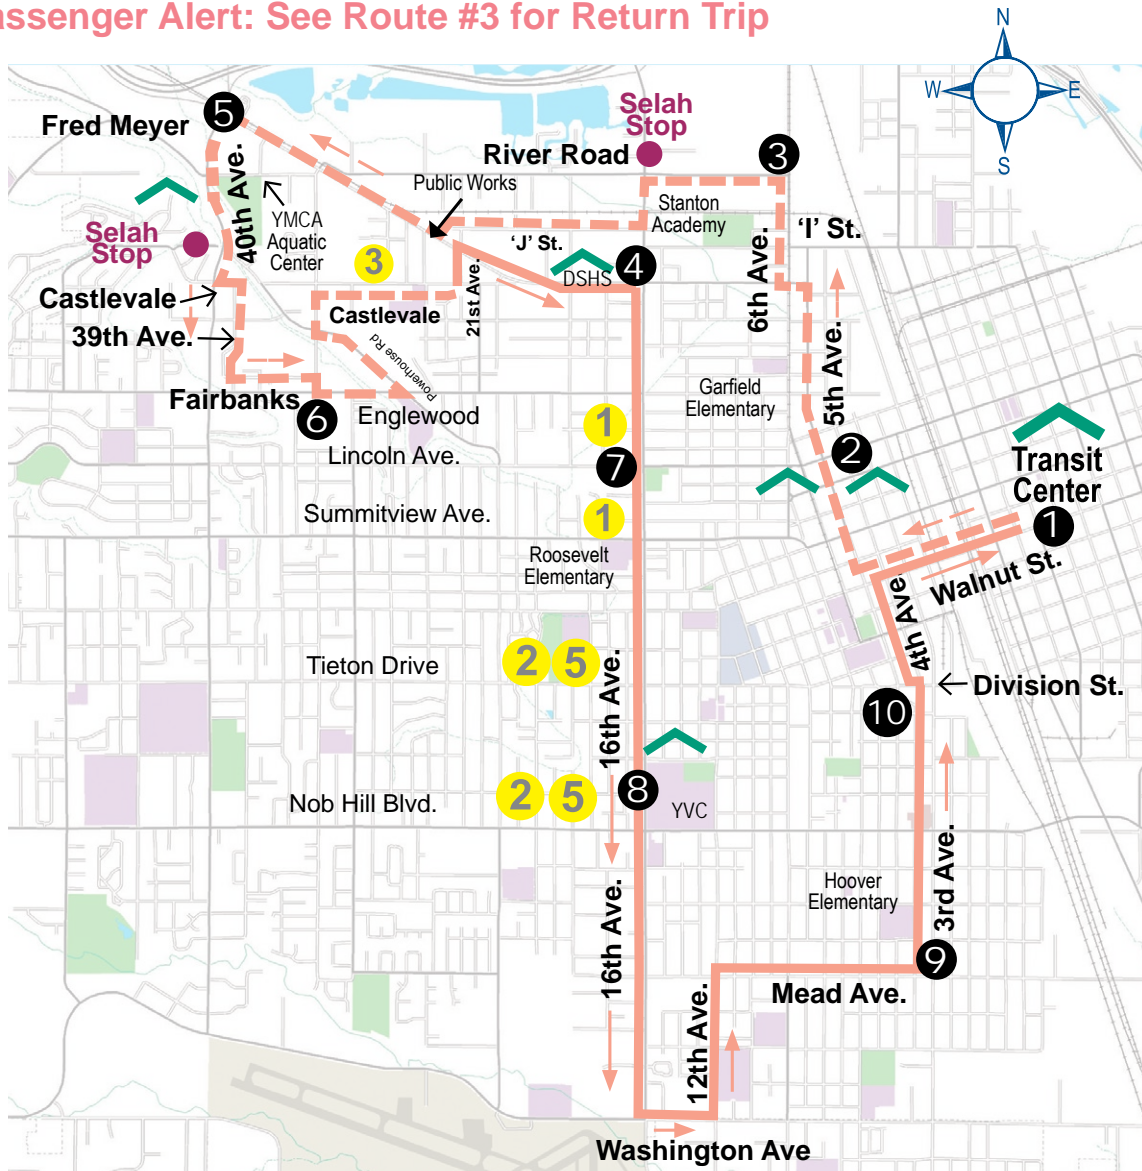 assenger Alert: See Route #3 for Return Trip
N
W
E
S
5
Fred Meyer
Selah
Stop
River Road
3
Public Works
40th Ave.
YMCA
Aquatic
Center
Selah
Stop
Stanton
Academy
'I' St.
'J' St.
3
DSHS
4
6th Ave.
21st Ave.
Castlevale
Castlevale
39th Ave.
Powerhouse Rd
5th Ave.
Fairbanks
6
Englewood
Garfield
Elementary
1
Lincoln Ave.
7
2
Transit
Center
Summitview Ave.
1
1
Roosevelt
Elementary
Walnut St.
4th Ave.
Tieton Drive
2
5
16th Ave.
Division St.
10
Nob Hill Blvd.
2
5
8
YVC
Hoover
Elementary
3rd Ave.
16th Ave.
9
Mead Ave.
12th Ave.
Washington Ave